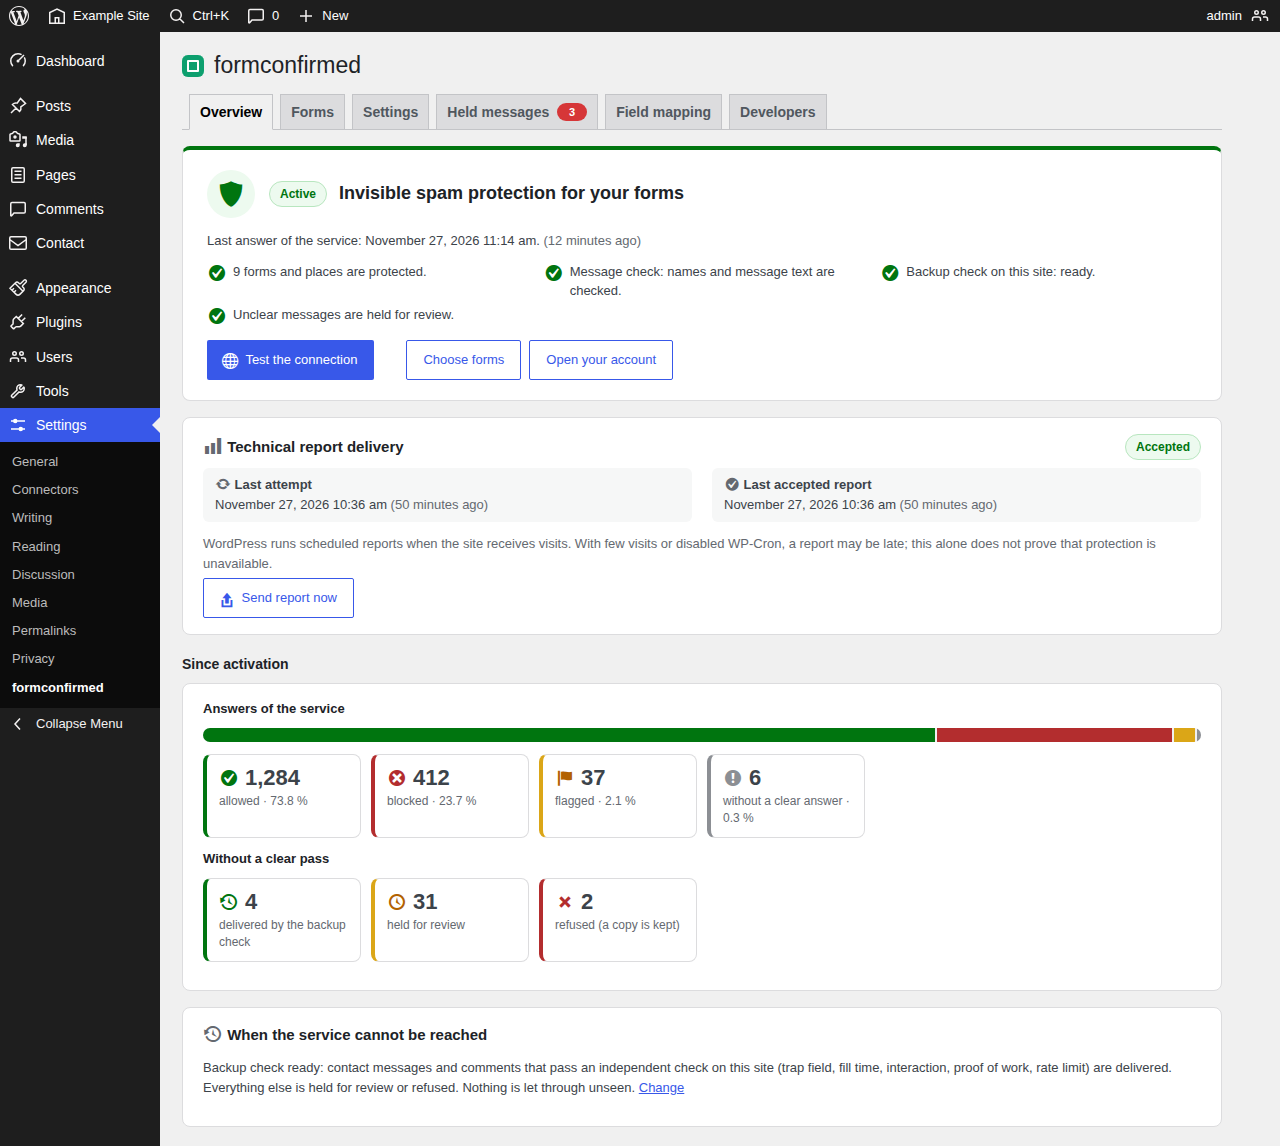 Example Site
Ctrl+K
0
New
admin
Dashboard
Posts
Media
Pages
Comments
Contact
Appearance
Plugins
Users
Tools
Settings
General
Connectors
Writing
Reading
Discussion
Media
Permalinks
Privacy
formconfirmed
Collapse Menu
formconfirmed
Overview
Forms
Settings
Held messages 3
Field mapping
Developers
Active
Invisible spam protection for your forms
Last answer of the service: November 27, 2026 11:14 am. (12 minutes ago)
9 forms and places are protected.
Message check: names and message text are
checked.
Backup check on this site: ready.
Unclear messages are held for review.
Test the connection
Choose forms
Open your account
Technical report delivery
Accepted
Last attempt
November 27, 2026 10:36 am (50 minutes ago)
Last accepted report
November 27, 2026 10:36 am (50 minutes ago)
WordPress runs scheduled reports when the site receives visits. With few visits or disabled WP-Cron, a report may be late; this alone does not prove that protection is
unavailable.
Send report now
Since activation
Answers of the service
1,284
allowed · 73.8 %
412
blocked · 23.7 %
37
flagged · 2.1 %
6
without a clear answer ·
0.3 %
Without a clear pass
4
delivered by the backup
check
31
held for review
2
refused (a copy is kept)
When the service cannot be reached
Backup check ready: contact messages and comments that pass an independent check on this site (trap field, fill time, interaction, proof of work, rate limit) are delivered.
Everything else is held for review or refused. Nothing is let through unseen. Change